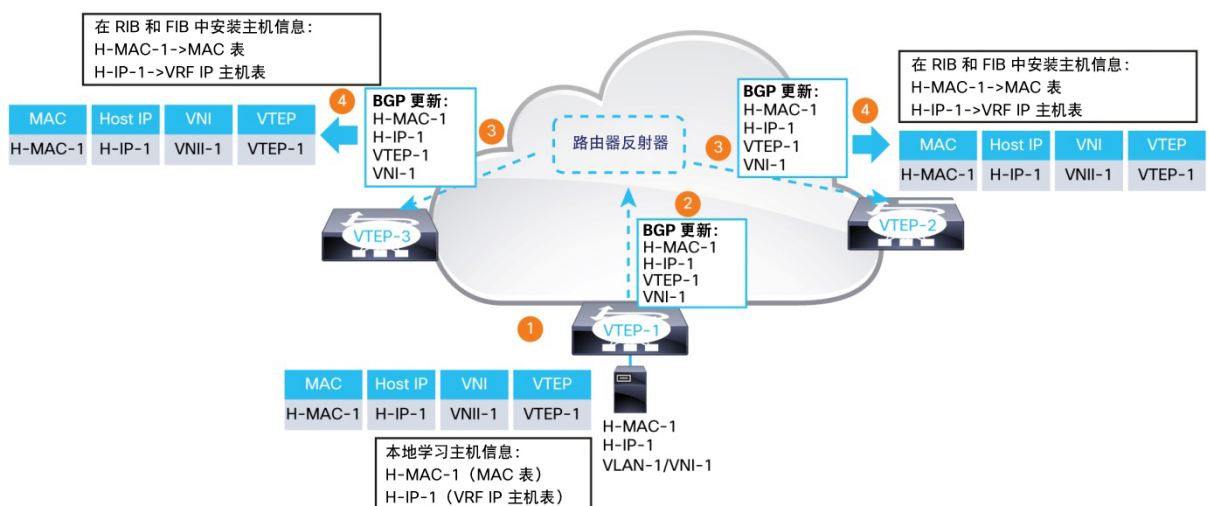 在 RIB 和 FIB 中安装主机信息：
H-MAC-1->MAC 表
H-IP-1->VRF IP 主机表
4
MAC Host IP VNI VTEP
H-MAC-1 H-IP-1 VNII-1 VTEP-1
BGP 更新：
H-MAC-1
H-IP-1
VTEP-1
VNI-1
3
VTEP-3
路由器反射器
3
BGP 更新：
H-MAC-1
H-IP-1
VTEP-1
VNI-1
4
在 RIB 和 FIB 中安装主机信息：
H-MAC-1->MAC 表
H-IP-1->VRF IP 主机表
MAC Host IP VNI VTEP
H-MAC-1 H-IP-1 VNII-1 VTEP-1
VTEP-2
2
BGP 更新：
H-MAC-1
H-IP-1
VTEP-1
VNI-1
1
VTEP-1
MAC Host IP VNI VTEP
H-MAC-1 H-IP-1 VNII-1 VTEP-1
H-MAC-1
H-IP-1
VLAN-1/VNI-1
本地学习主机信息：
H-MAC-1（MAC 表）
H-IP-1（VRF IP 主机表）